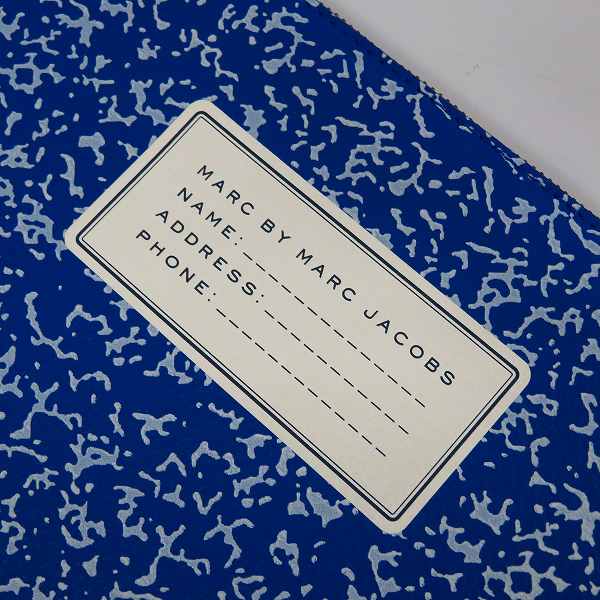 MARC BY MARC JACOBS
NAME: _ _ _ _ _ _ _ _ _ _ _ _ _
ADDRESS: _ _ _ _ _ _ _ _ _ _
PHONE: _ _ _ _ _ _ _ _ _ _ _ _